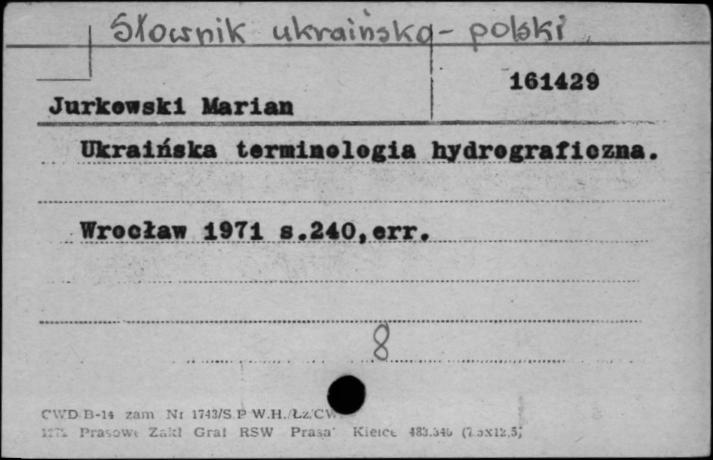 Słownik ukraińsko-polski
161429
Jurkowski Marian
Ukraińska terminologia hydrograficzna.
Wrocław 1971 s.240,err.
8
CWD B-14 zam Nr 1743/S P W.H./Łz/CW
Prasowe Zakł Graf RSW Prasa" Kielce